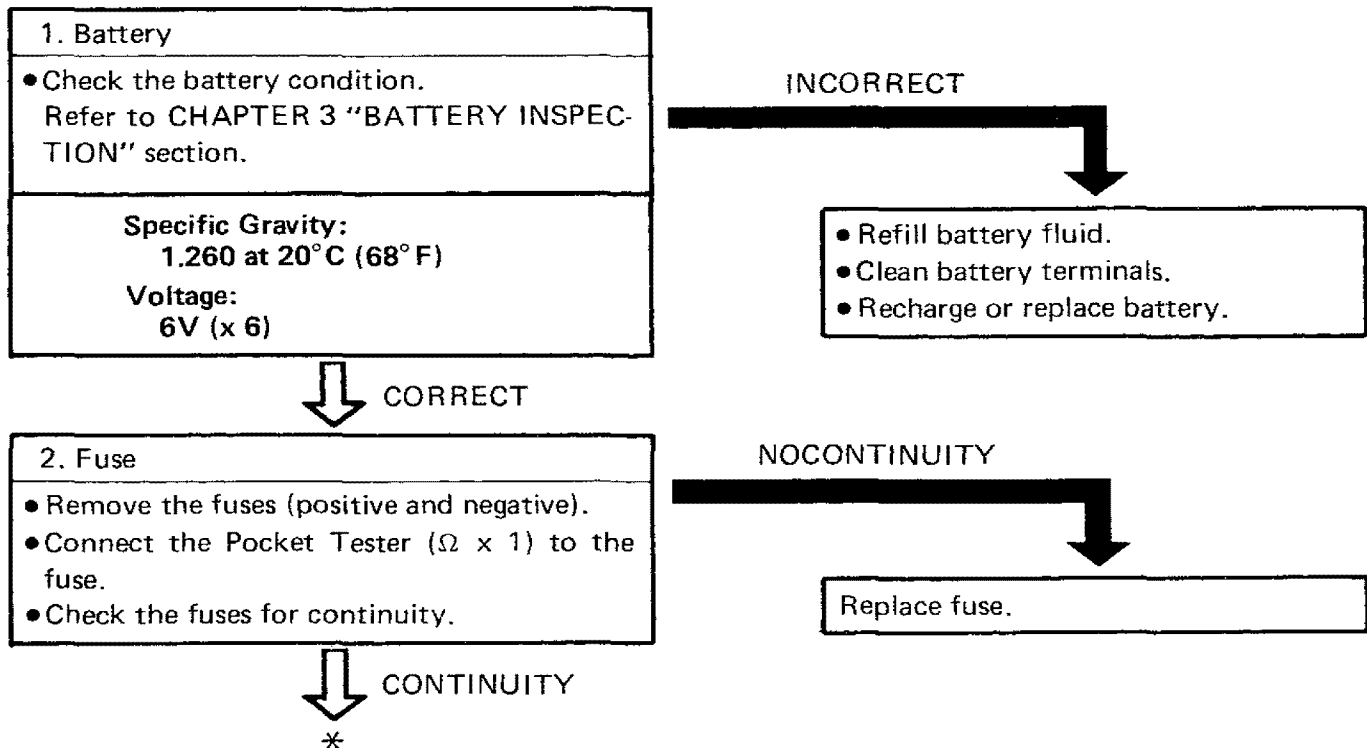 1. Battery
● Check the battery condition.
Refer to CHAPTER 3 "BATTERY INSPEC-
TION" section.
Specific Gravity:
1.260 at 20°C (68°F)
Voltage:
6V (x 6)
INCORRECT
● Refill battery fluid.
● Clean battery terminals.
● Recharge or replace battery.
CORRECT
2. Fuse
● Remove the fuses (positive and negative).
● Connect the Pocket Tester (Ω x 1) to the
fuse.
● Check the fuses for continuity.
NOCONTINUITY
Replace fuse.
CONTINUITY
*